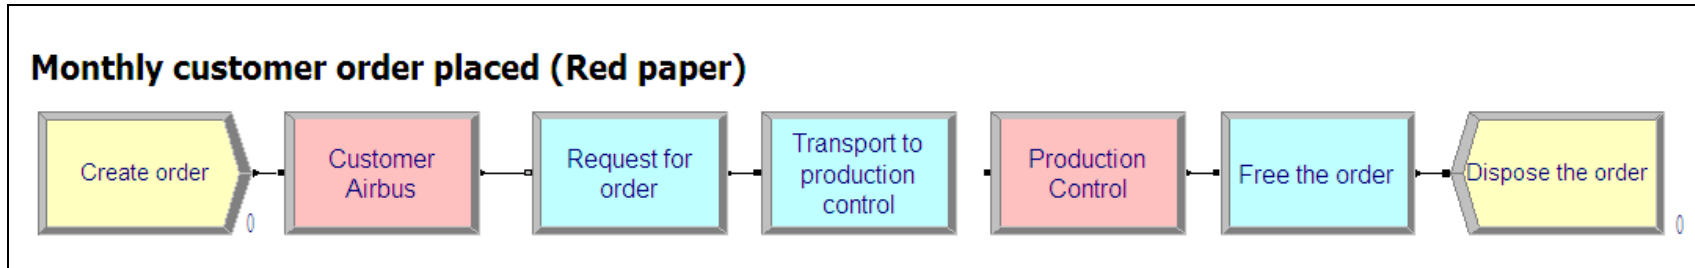 Monthly customer order placed (Red paper)
Create order
0
Customer
Airbus
Request for
order
Transport to
production
control
Production
Control
Free the order
Dispose the order
0